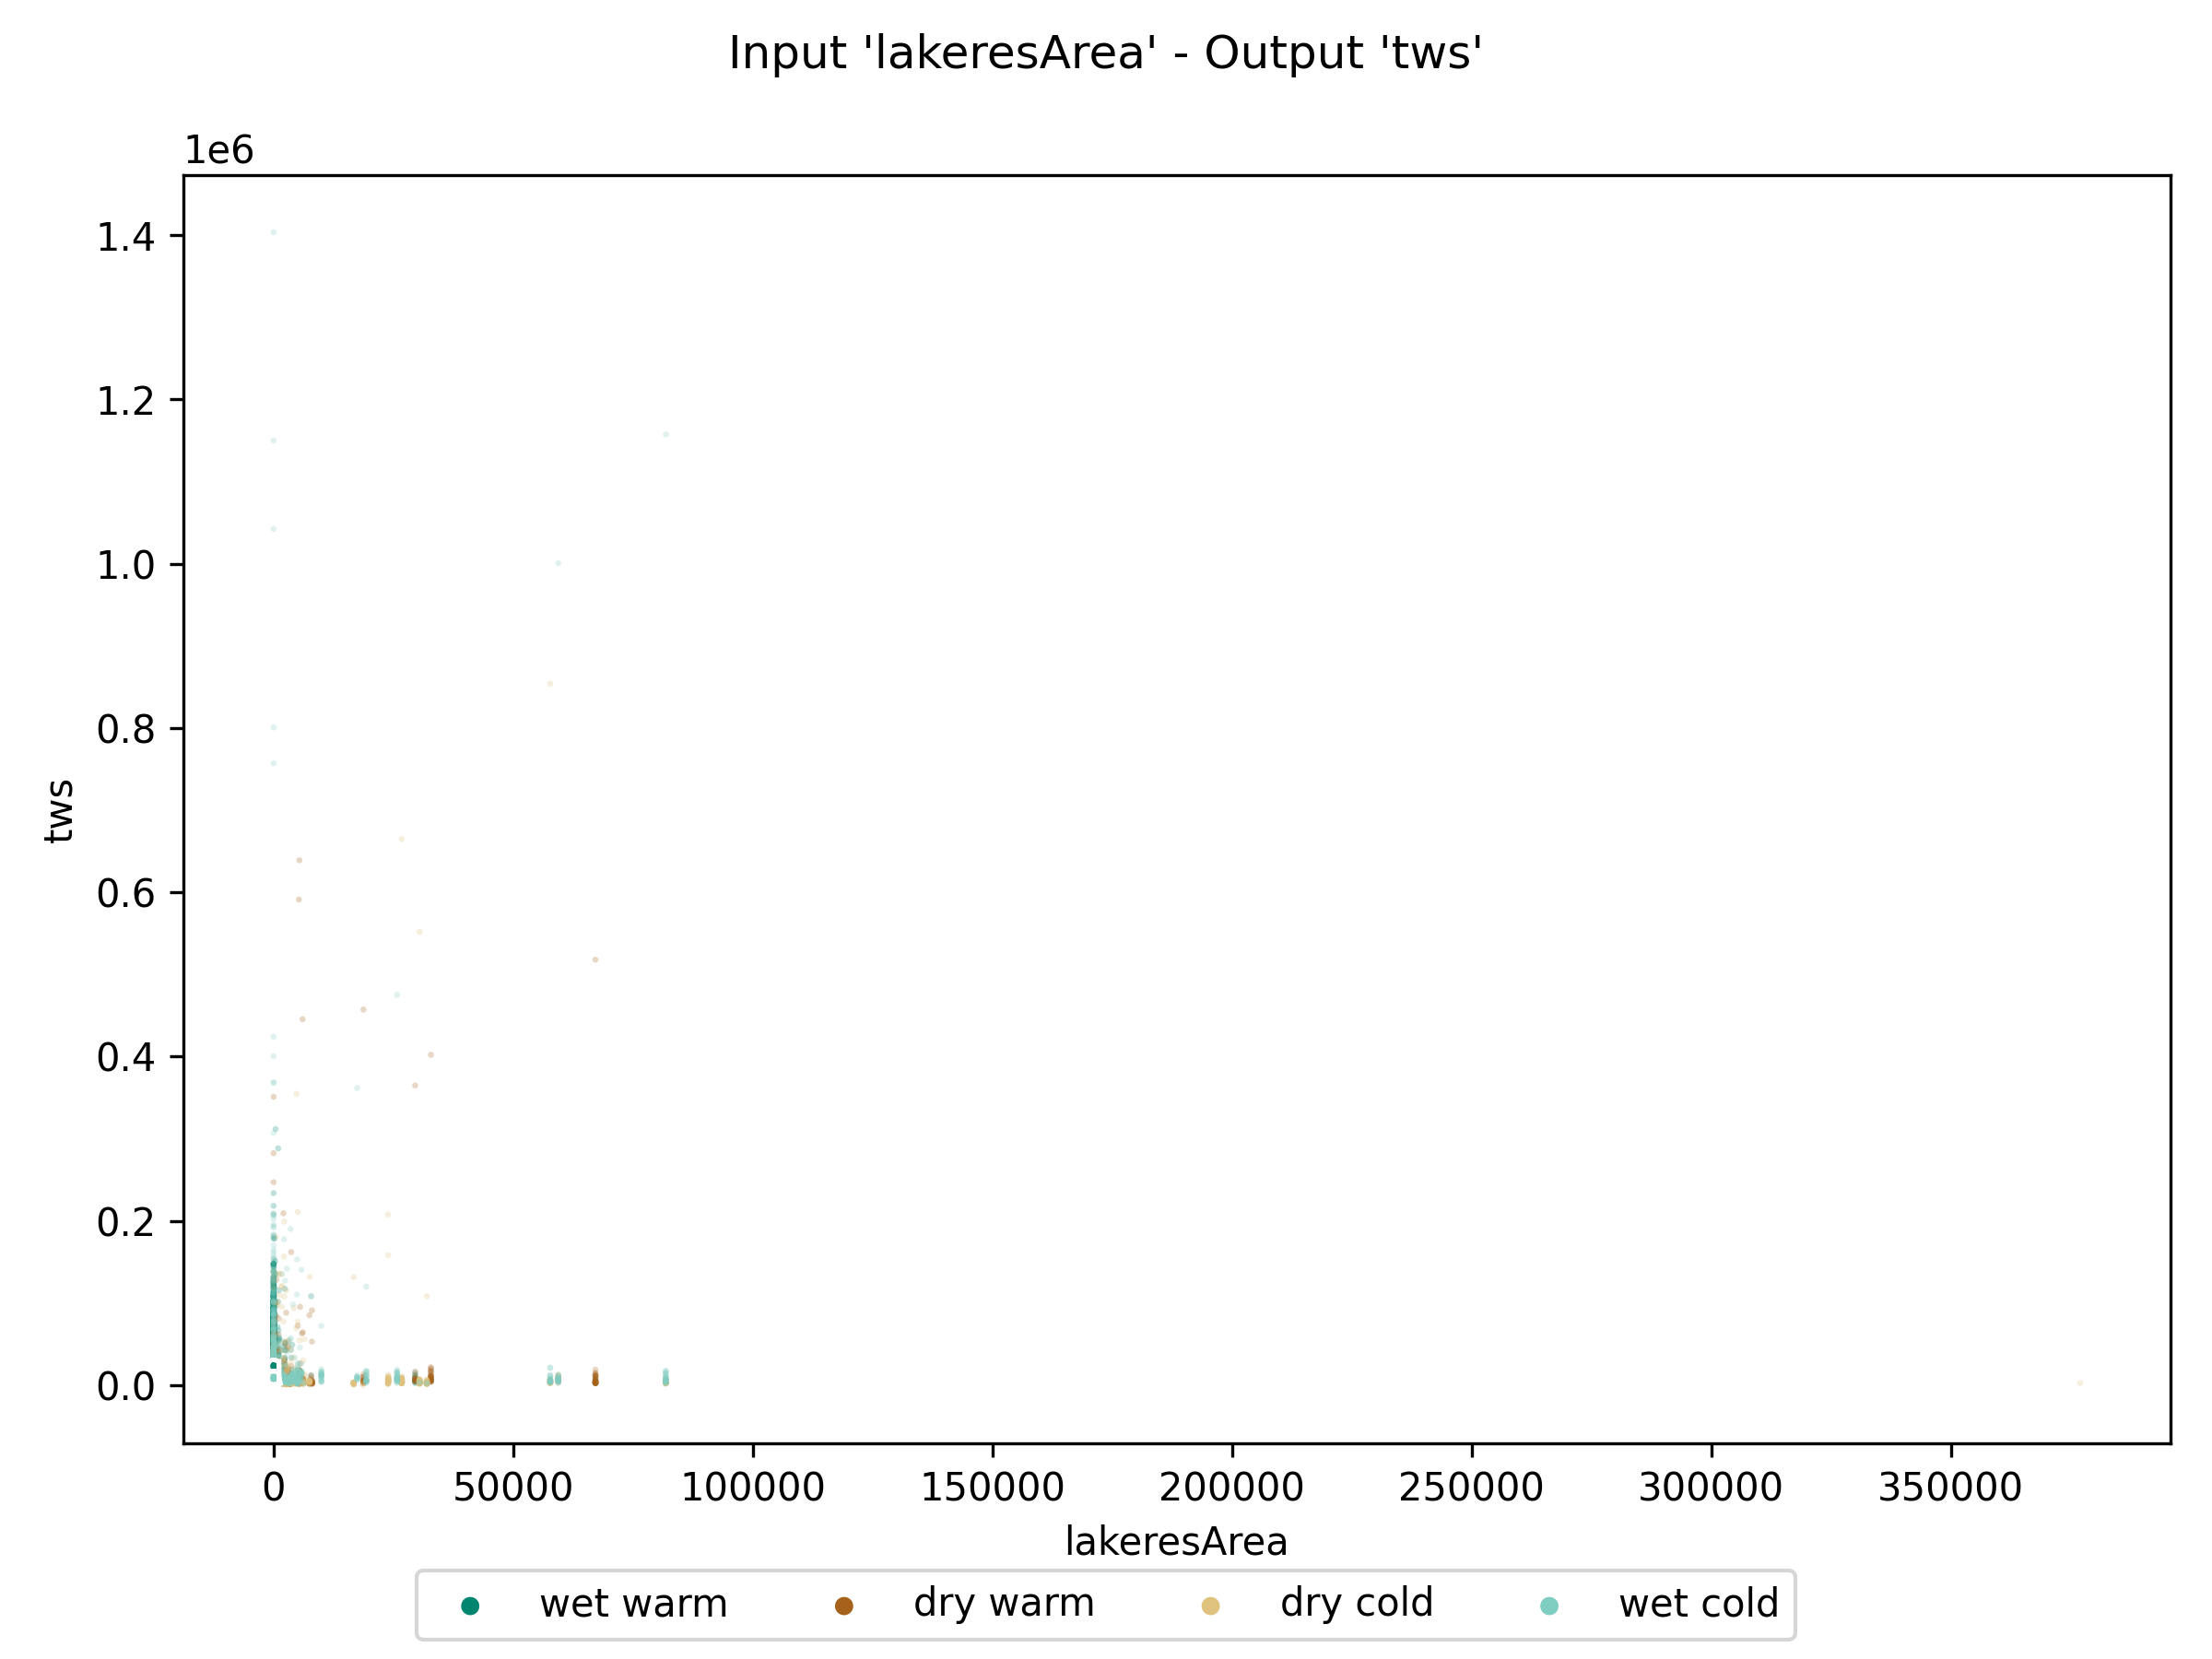 Input 'lakeresArea' - Output 'tws'
1e6
1.4
1.2
1.0
0.8
0.6
0.4
0.2
0.0
tws
0 50000 100000 150000 200000 250000 300000 350000
lakeresArea
wet warm dry warm dry cold wet cold